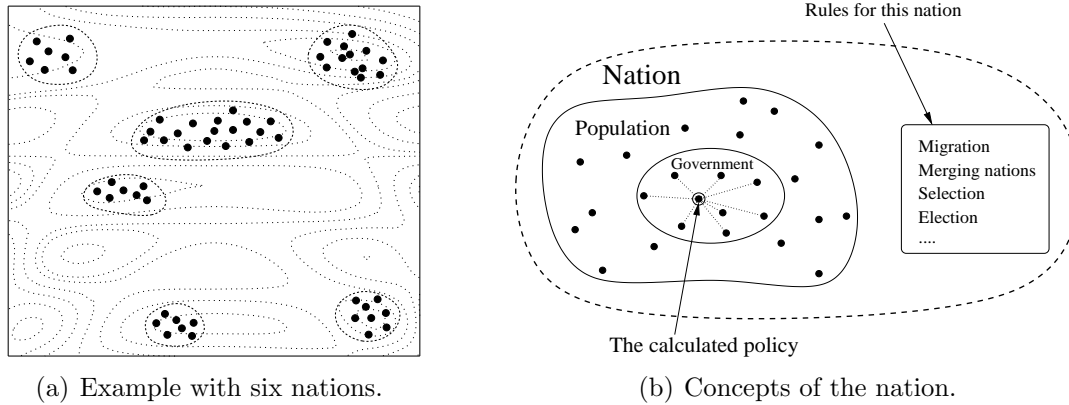 Rules for this nation
Nation
Population
Government
Migration
Merging nations
Selection
Election
....
The calculated policy
(a) Example with six nations.
(b) Concepts of the nation.